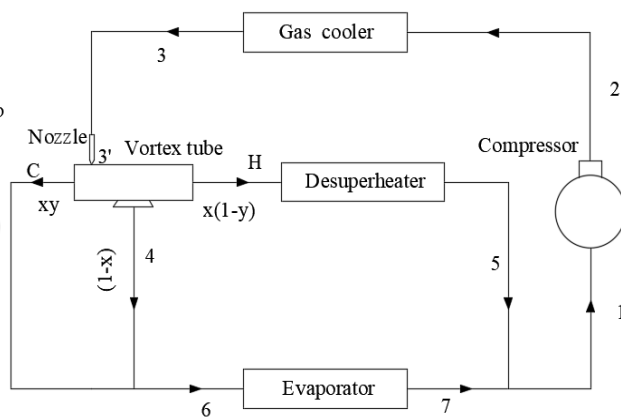 Gas cooler
3
2
Nozzle
3'
Vortex tube
Compressor
C
H
Desuperheater
xy
x(1-y)
(1-x)
4
5
1
Evaporator
6
7